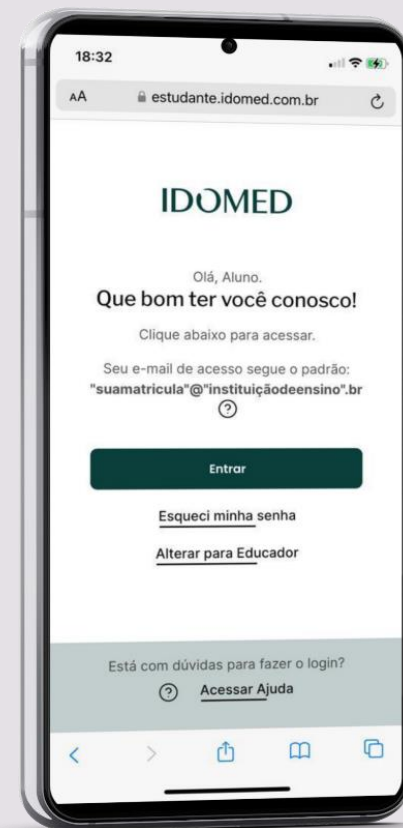 18:32
AA estudante.idomed.com.br
IDOMED
Olá, Aluno.
Que bom ter você conosco!
Clique abaixo para acessar.
Seu e-mail de acesso segue o padrão:
"suamatricula"@"instituiçãodeensino".br
?
Entrar
Esqueci minha senha
Alterar para Educador
Está com dúvidas para fazer o login?
? Acessar Ajuda